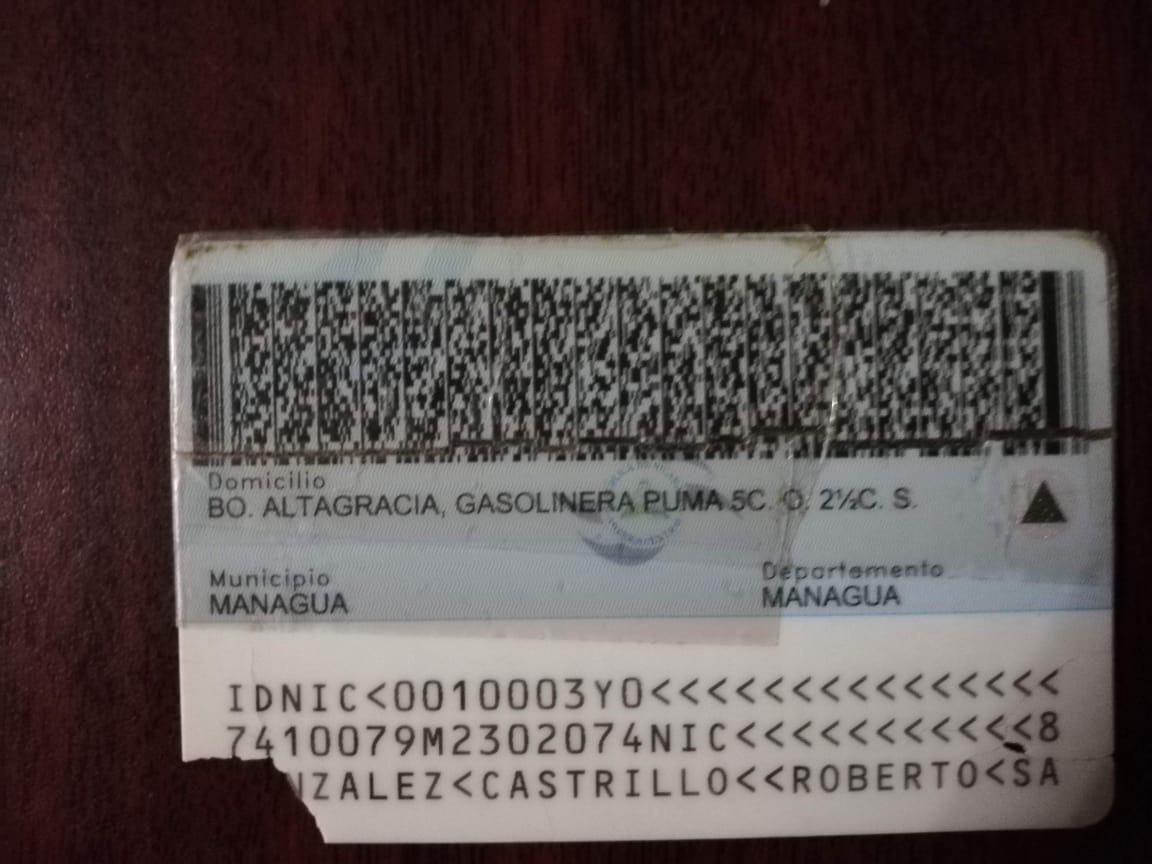 Domicilio
BO. ALTAGRACIA, GASOLINERA PUMA 5C. O. 2½C. S.
Municipio
MANAGUA
Departamento
MANAGUA
IDNIC<0010003Y0<<<<<<<<<<<<<<<
7410079M2302074NIC<<<<<<<<<<<8
NZALEZ<CASTRILLO<<ROBERTO<SA